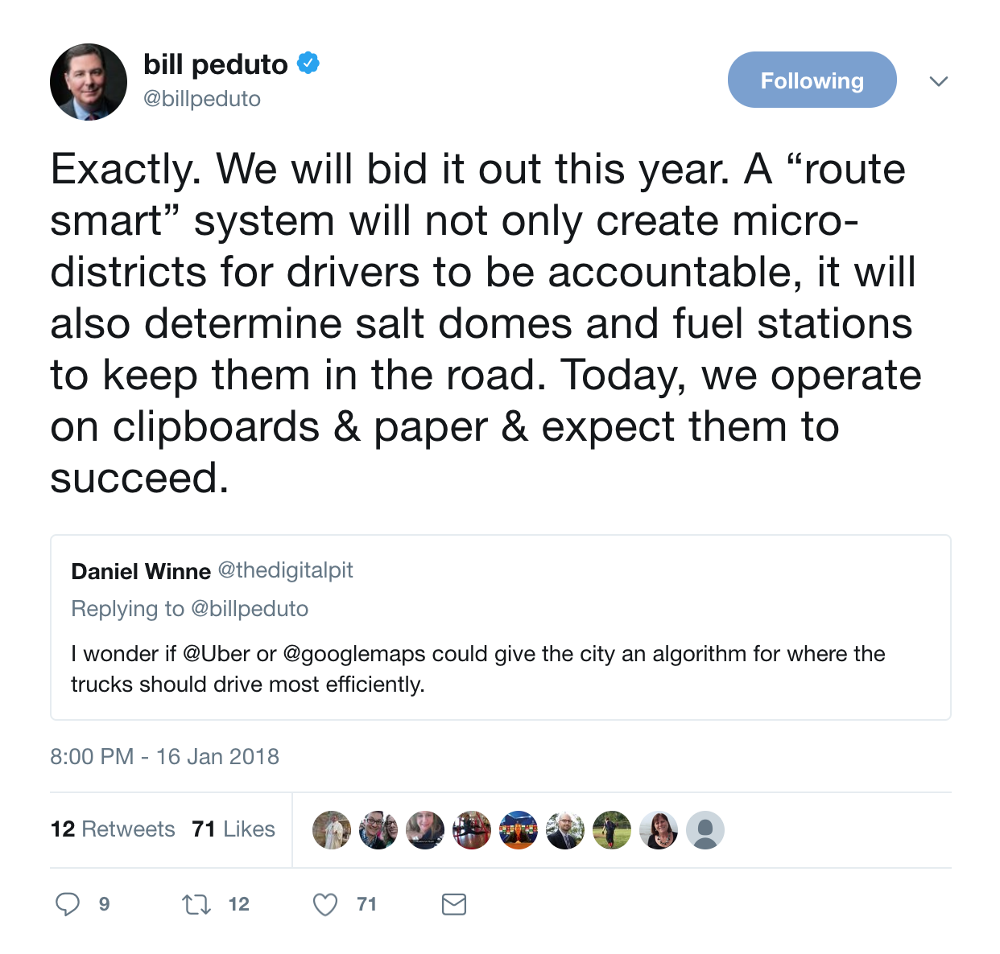 bill peduto
@billpeduto
Following
Exactly. We will bid it out this year. A “route
smart” system will not only create micro-
districts for drivers to be accountable, it will
also determine salt domes and fuel stations
to keep them in the road. Today, we operate
on clipboards & paper & expect them to
succeed.
Daniel Winne @thedigitalpit
Replying to @billpeduto
I wonder if @Uber or @googlemaps could give the city an algorithm for where the
trucks should drive most efficiently.
8:00 PM - 16 Jan 2018
12 Retweets 71 Likes
9 12 71